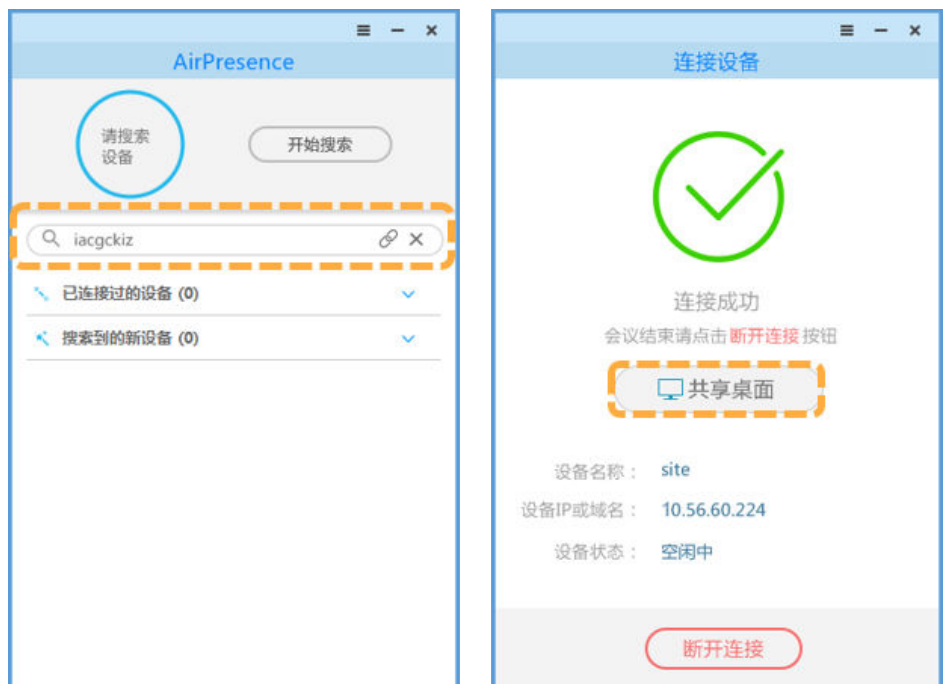 AirPresence
请搜索
设备
开始搜索
iacgckiz
已连接过的设备 (0)
搜索到的新设备 (0)
连接设备
连接成功
会议结束请点击 断开连接 按钮
共享桌面
设备名称： site
设备IP或域名： 10.56.60.224
设备状态： 空闲中
断开连接